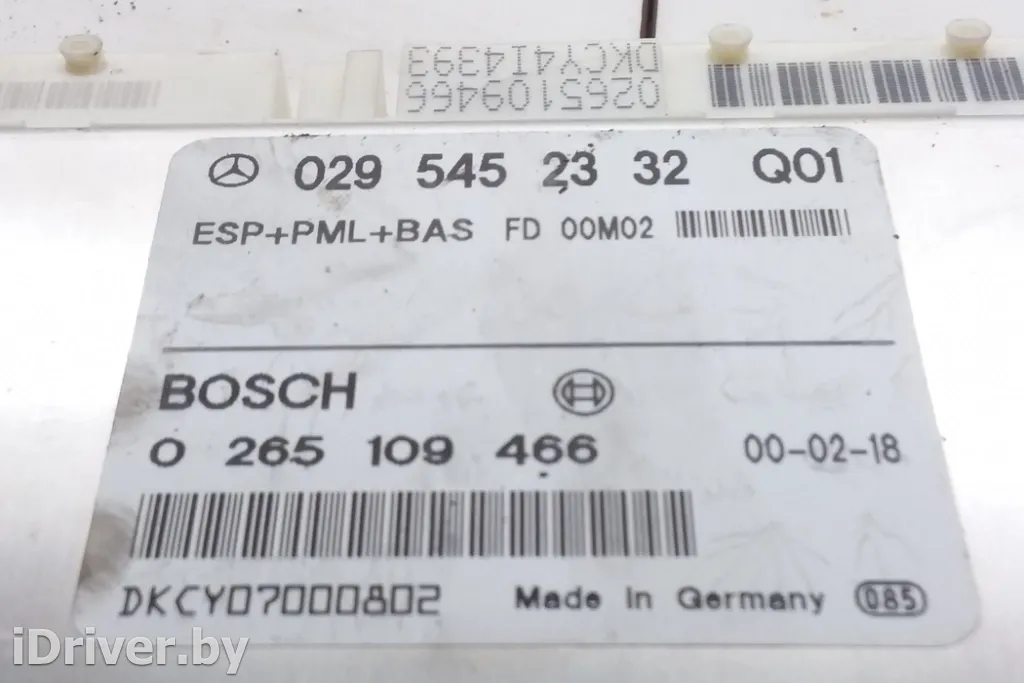 0265109466
DKCY4I4393
029 545 23 32 Q01
ESP+PML+BAS FD 00M02
BOSCH
0 265 109 466 00-02-18
DKCY07000802 Made in Germany 085
iDriver.by